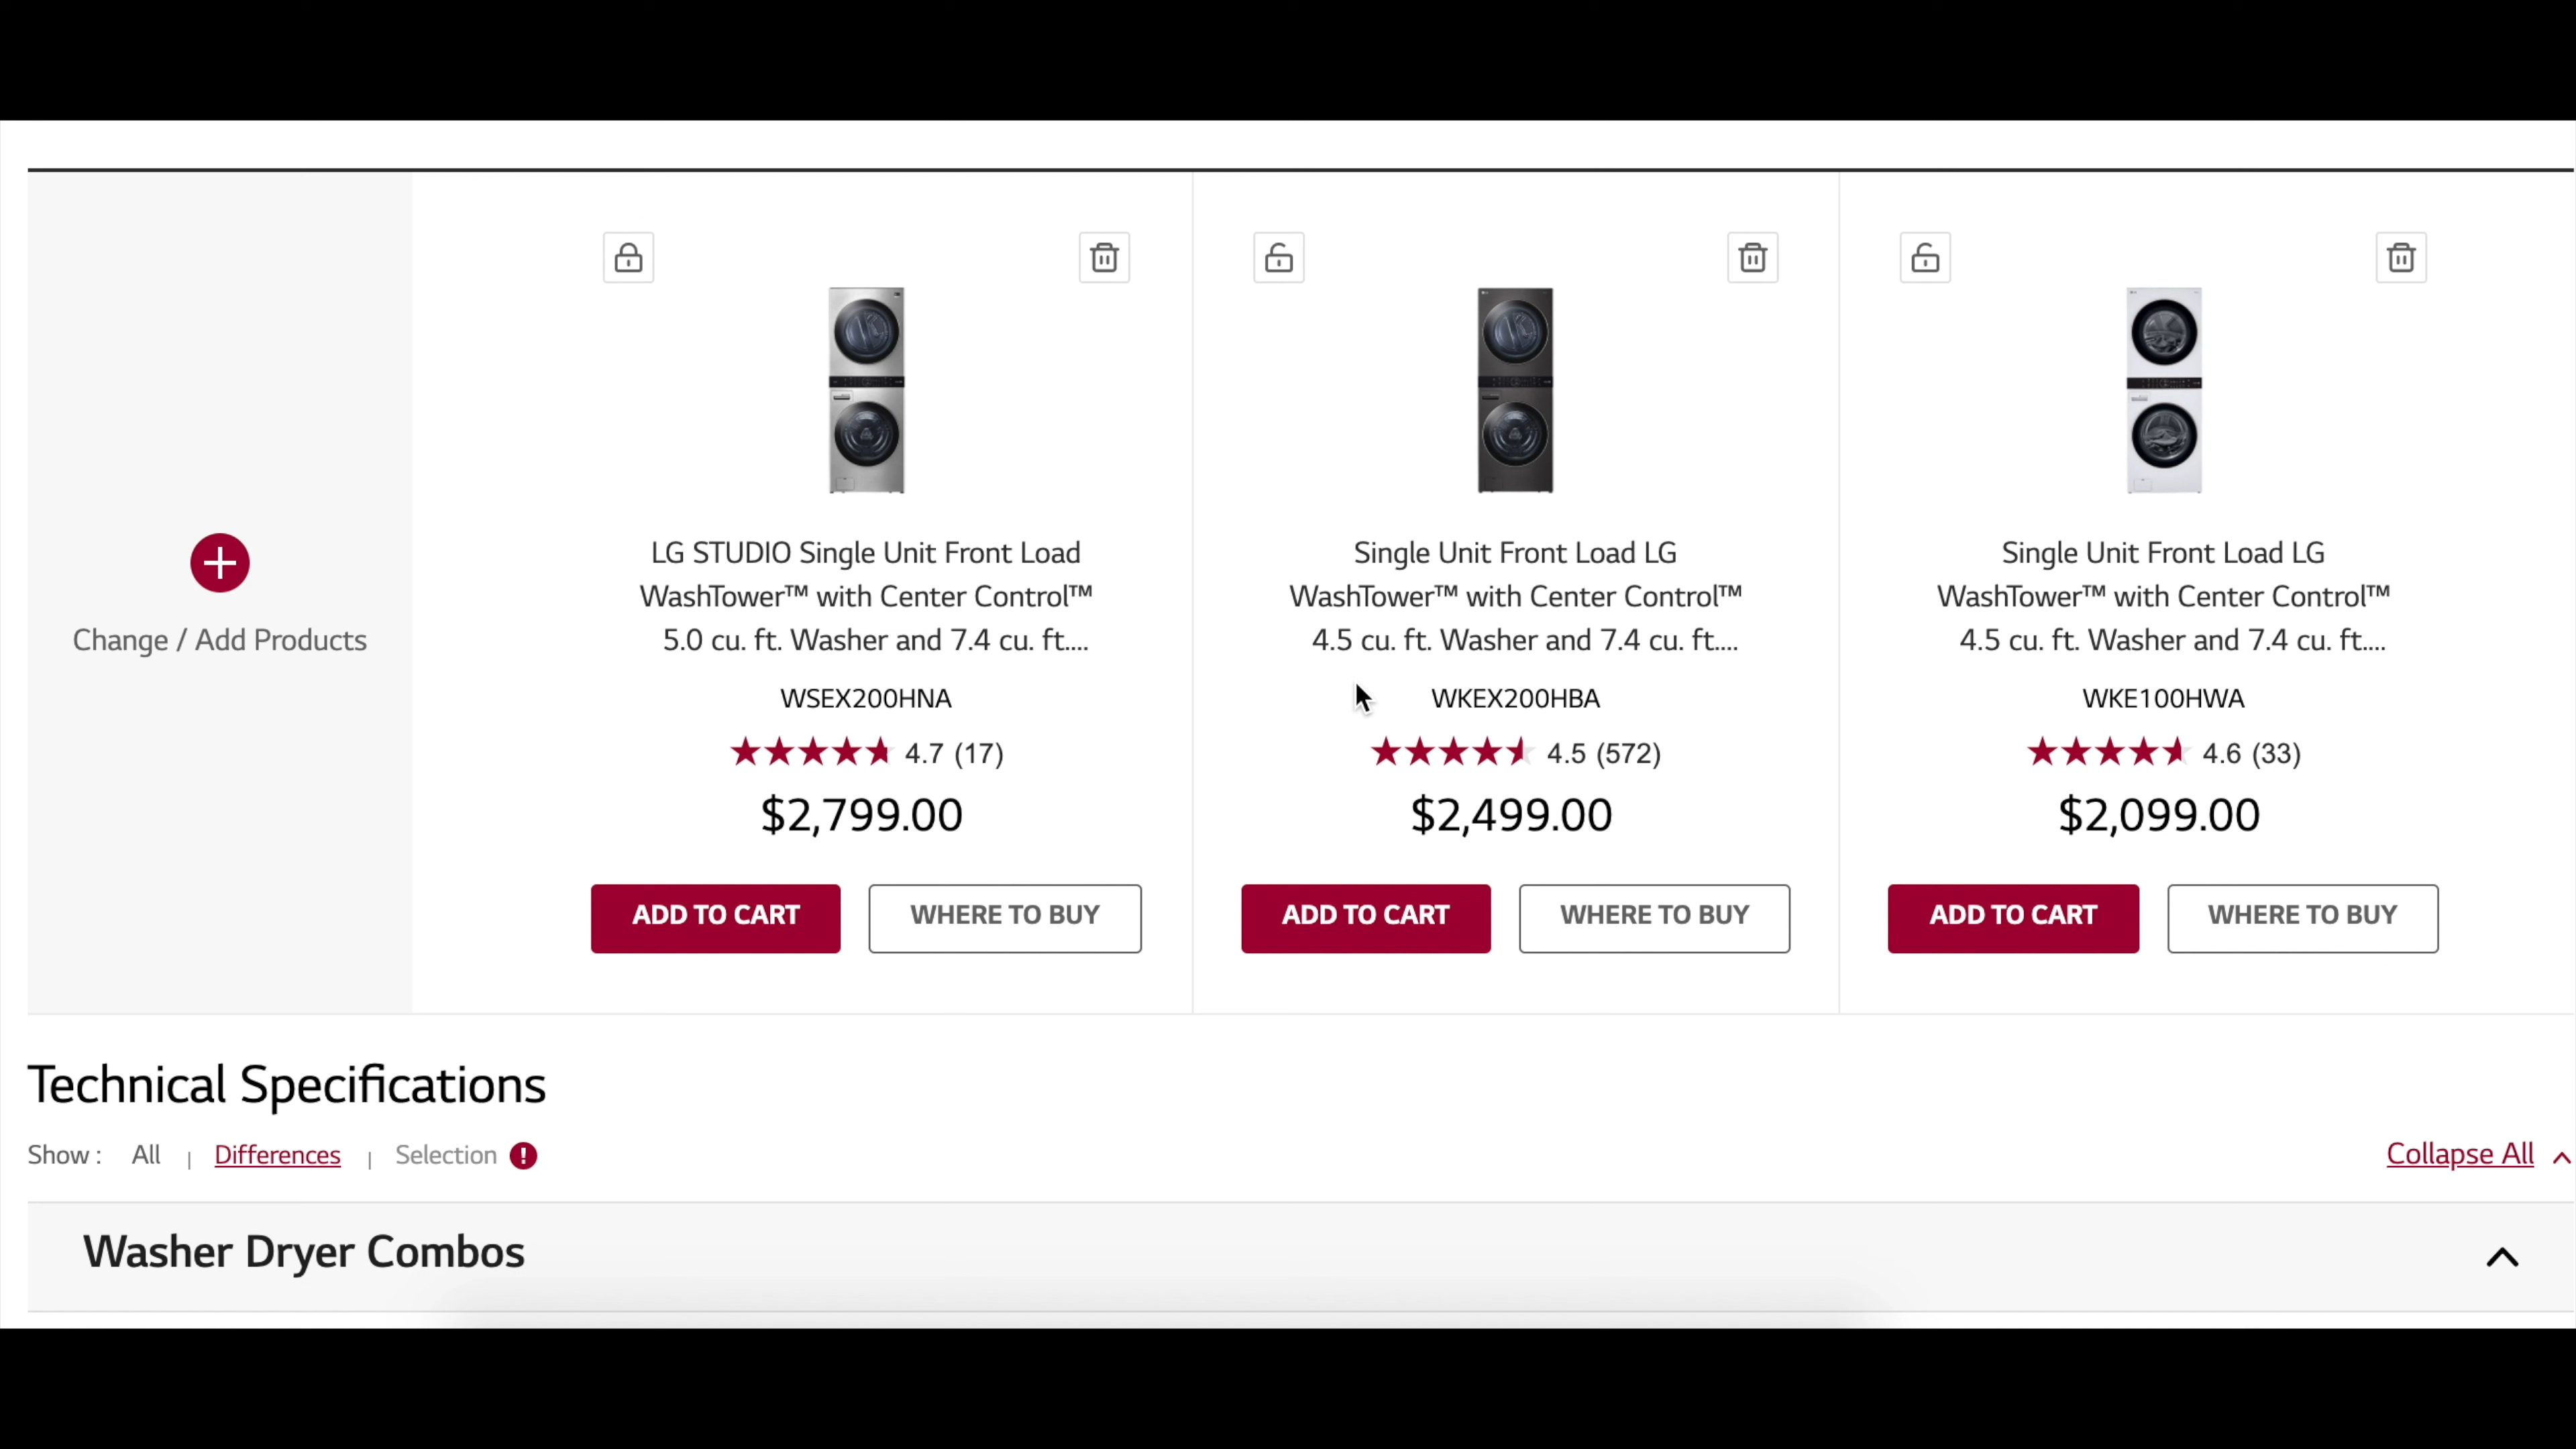 Change / Add Products
LG STUDIO Single Unit Front Load
WashTower™ with Center Control™
5.0 cu. ft. Washer and 7.4 cu. ft....
WSEX200HNA
4.7 (17)
$2,799.00
ADD TO CART
WHERE TO BUY
Single Unit Front Load LG
WashTower™ with Center Control™
4.5 cu. ft. Washer and 7.4 cu. ft....
WKEX200HBA
4.5 (572)
$2,499.00
ADD TO CART
WHERE TO BUY
Single Unit Front Load LG
WashTower™ with Center Control™
4.5 cu. ft. Washer and 7.4 cu. ft....
WKE100HWA
4.6 (33)
$2,099.00
ADD TO CART
WHERE TO BUY
Technical Specifications
Show : All | Differences | Selection !
Collapse All
Washer Dryer Combos